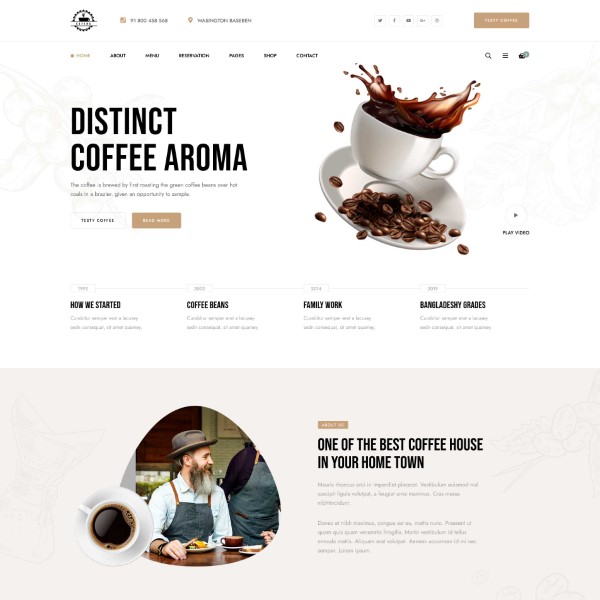 91 800 458 568
WASINGTON BASEBEN
TESTY COFFEE
HOME
ABOUT
MENU
RESERVATION
PAGES
SHOP
CONTACT
DISTINCT
COFFEE AROMA
The coffee is brewed by first roasting the green coffee beans over hot
coals in a brazier. given an opportunity to sample.
TESTY COFFEE
READ MORE
PLAY VIDEO
1995
2002
2014
2019
HOW WE STARTED
COFFEE BEANS
FAMILY WORK
BANGLADESHY GRADES
Curabitur semper erat a lacusey
sedn consequat, sit amet quamey.
Curabitur semper erat a lacusey
sedn consequat, sit amet quamey.
Curabitur semper erat a lacusey
sedn consequat, sit amet quamey.
Curabitur semper erat a lacusey
sedn consequat, sit amet quamey.
ABOUT US
ONE OF THE BEST COFFEE HOUSE
IN YOUR HOME TOWN
Mauris rhoncus orci in imperdiet placerat. Vestibulum euismod nisl
suscipit ligula volutpat, a feugiat urna maximus. Cras massa
nibhtincidunt.
Donec et nibh maximus, congue est eu, mattis nunc. Praesent ut
quam quis quam venenatis fringilla. Morbi vestibulum id tellus
mmodo mattis. Aliquam erat volutpat. Aenean accumsan id mi nec
semper. Lorem ipsum.